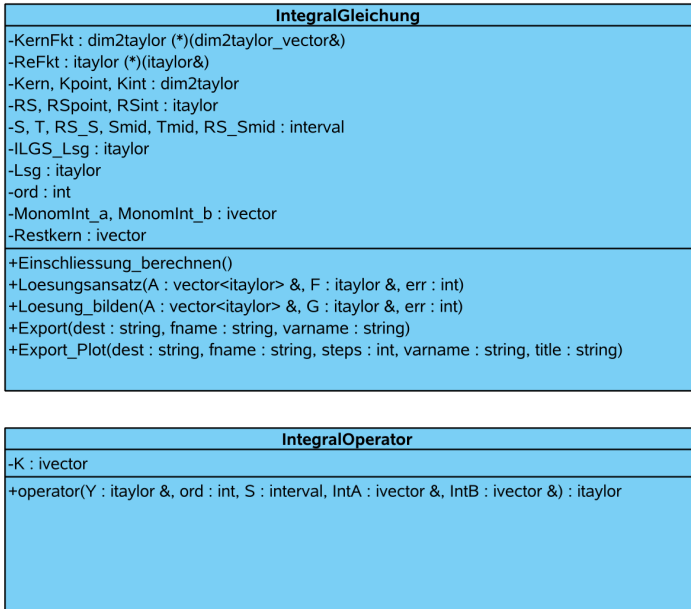 IntegralGleichung
-KernFkt : dim2taylor (*)(dim2taylor_vector&)
-ReFkt : itaylor (*)(itaylor&)
-Kern, Kpoint, Kint : dim2taylor
-RS, RSpoint, RSint : itaylor
-S, T, RS_S, Smid, Tmid, RS_Smid : interval
-ILGS_Lsg : itaylor
-Lsg : itaylor
-ord : int
-MonomInt_a, MonomInt_b : ivector
-Restkern : ivector
+Einschliessung_berechnen()
+Loesungsansatz(A : vector<itaylor> &, F : itaylor &, err : int)
+Loesung_bilden(A : vector<itaylor> &, G : itaylor &, err : int)
+Export(dest : string, fname : string, varname : string)
+Export_Plot(dest : string, fname : string, steps : int, varname : string, title : string)
IntegralOperator
-K : ivector
+operator(Y : itaylor &, ord : int, S : interval, IntA : ivector &, IntB : ivector &) : itaylor